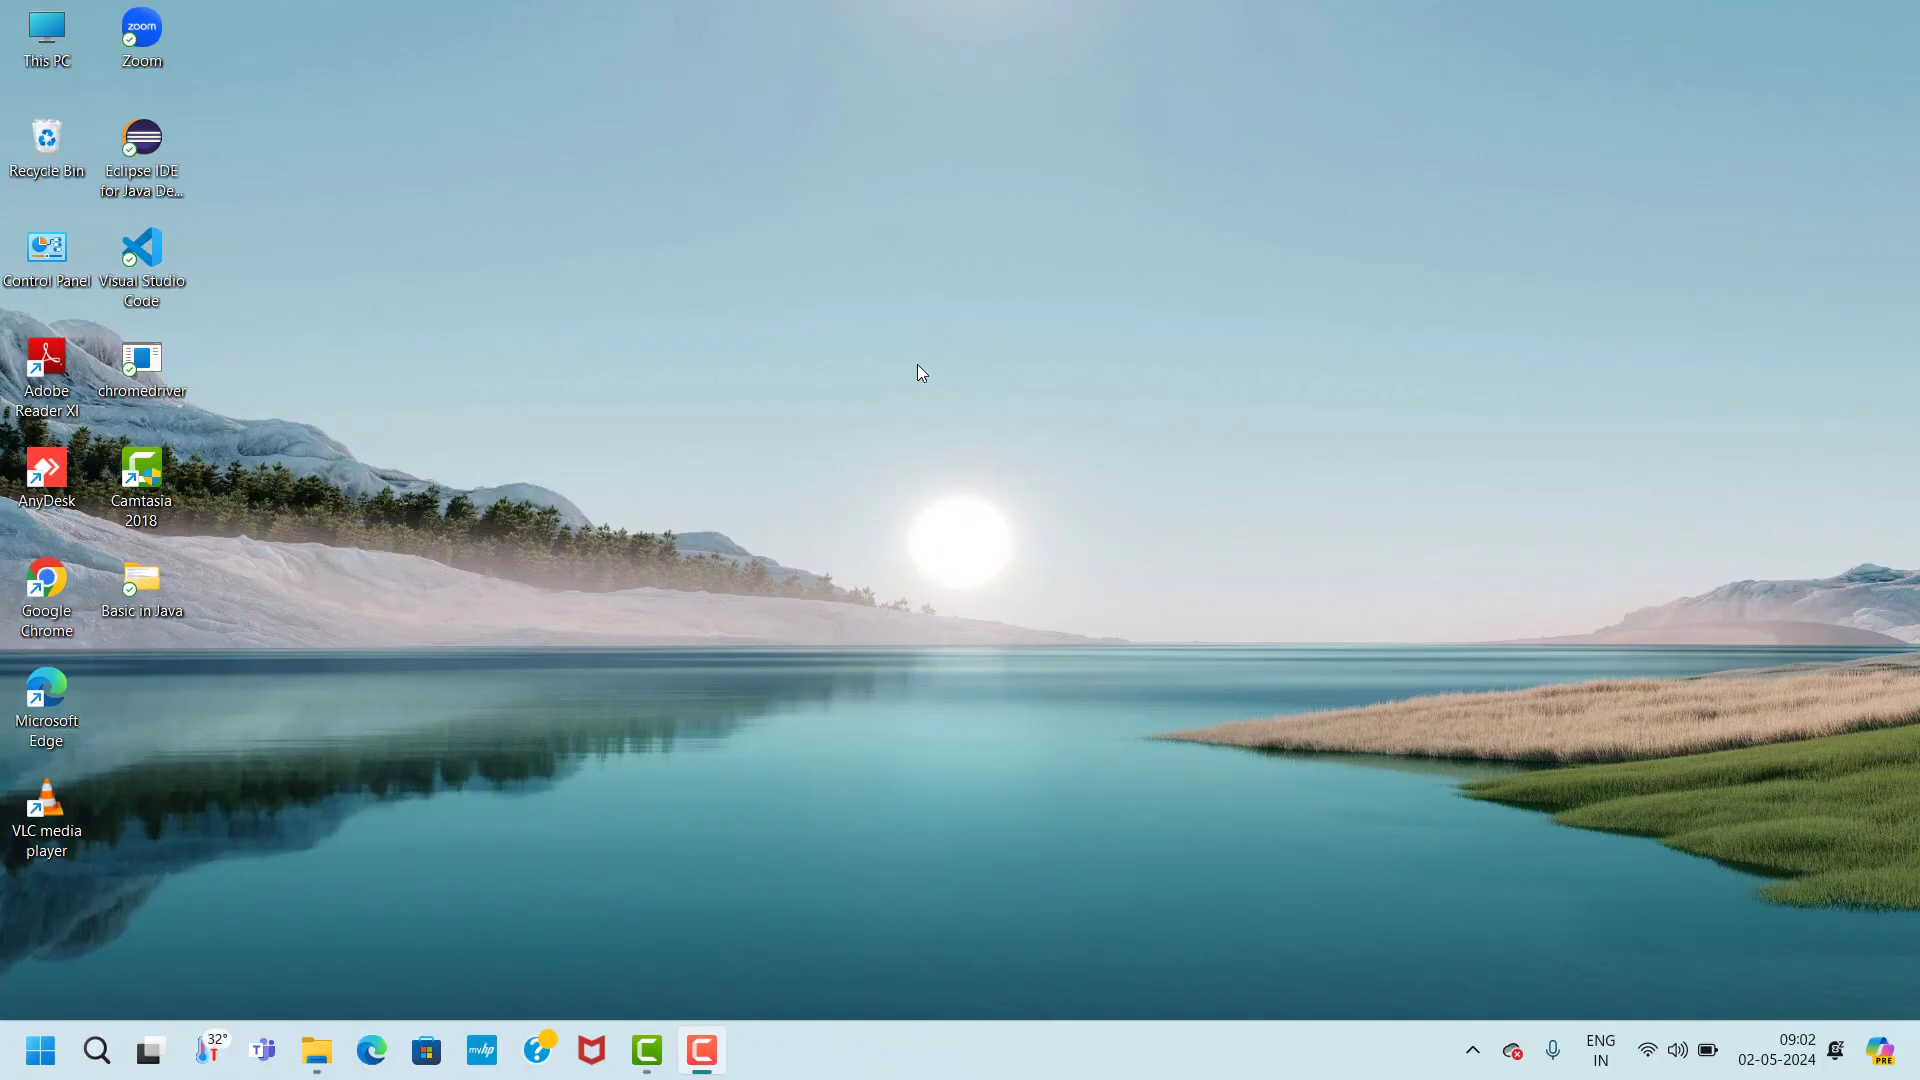 This PC
zoom
Zoom
Recycle Bin
Eclipse IDE
for Java De...
Control Panel
Visual Studio
Code
Adobe
Reader XI
chromedriver
AnyDesk
Camtasia
2018
Google
Chrome
Basic in Java
Microsoft
Edge
VLC media
player
32°
myhp
ENG
IN
09:02
02-05-2024
PRE